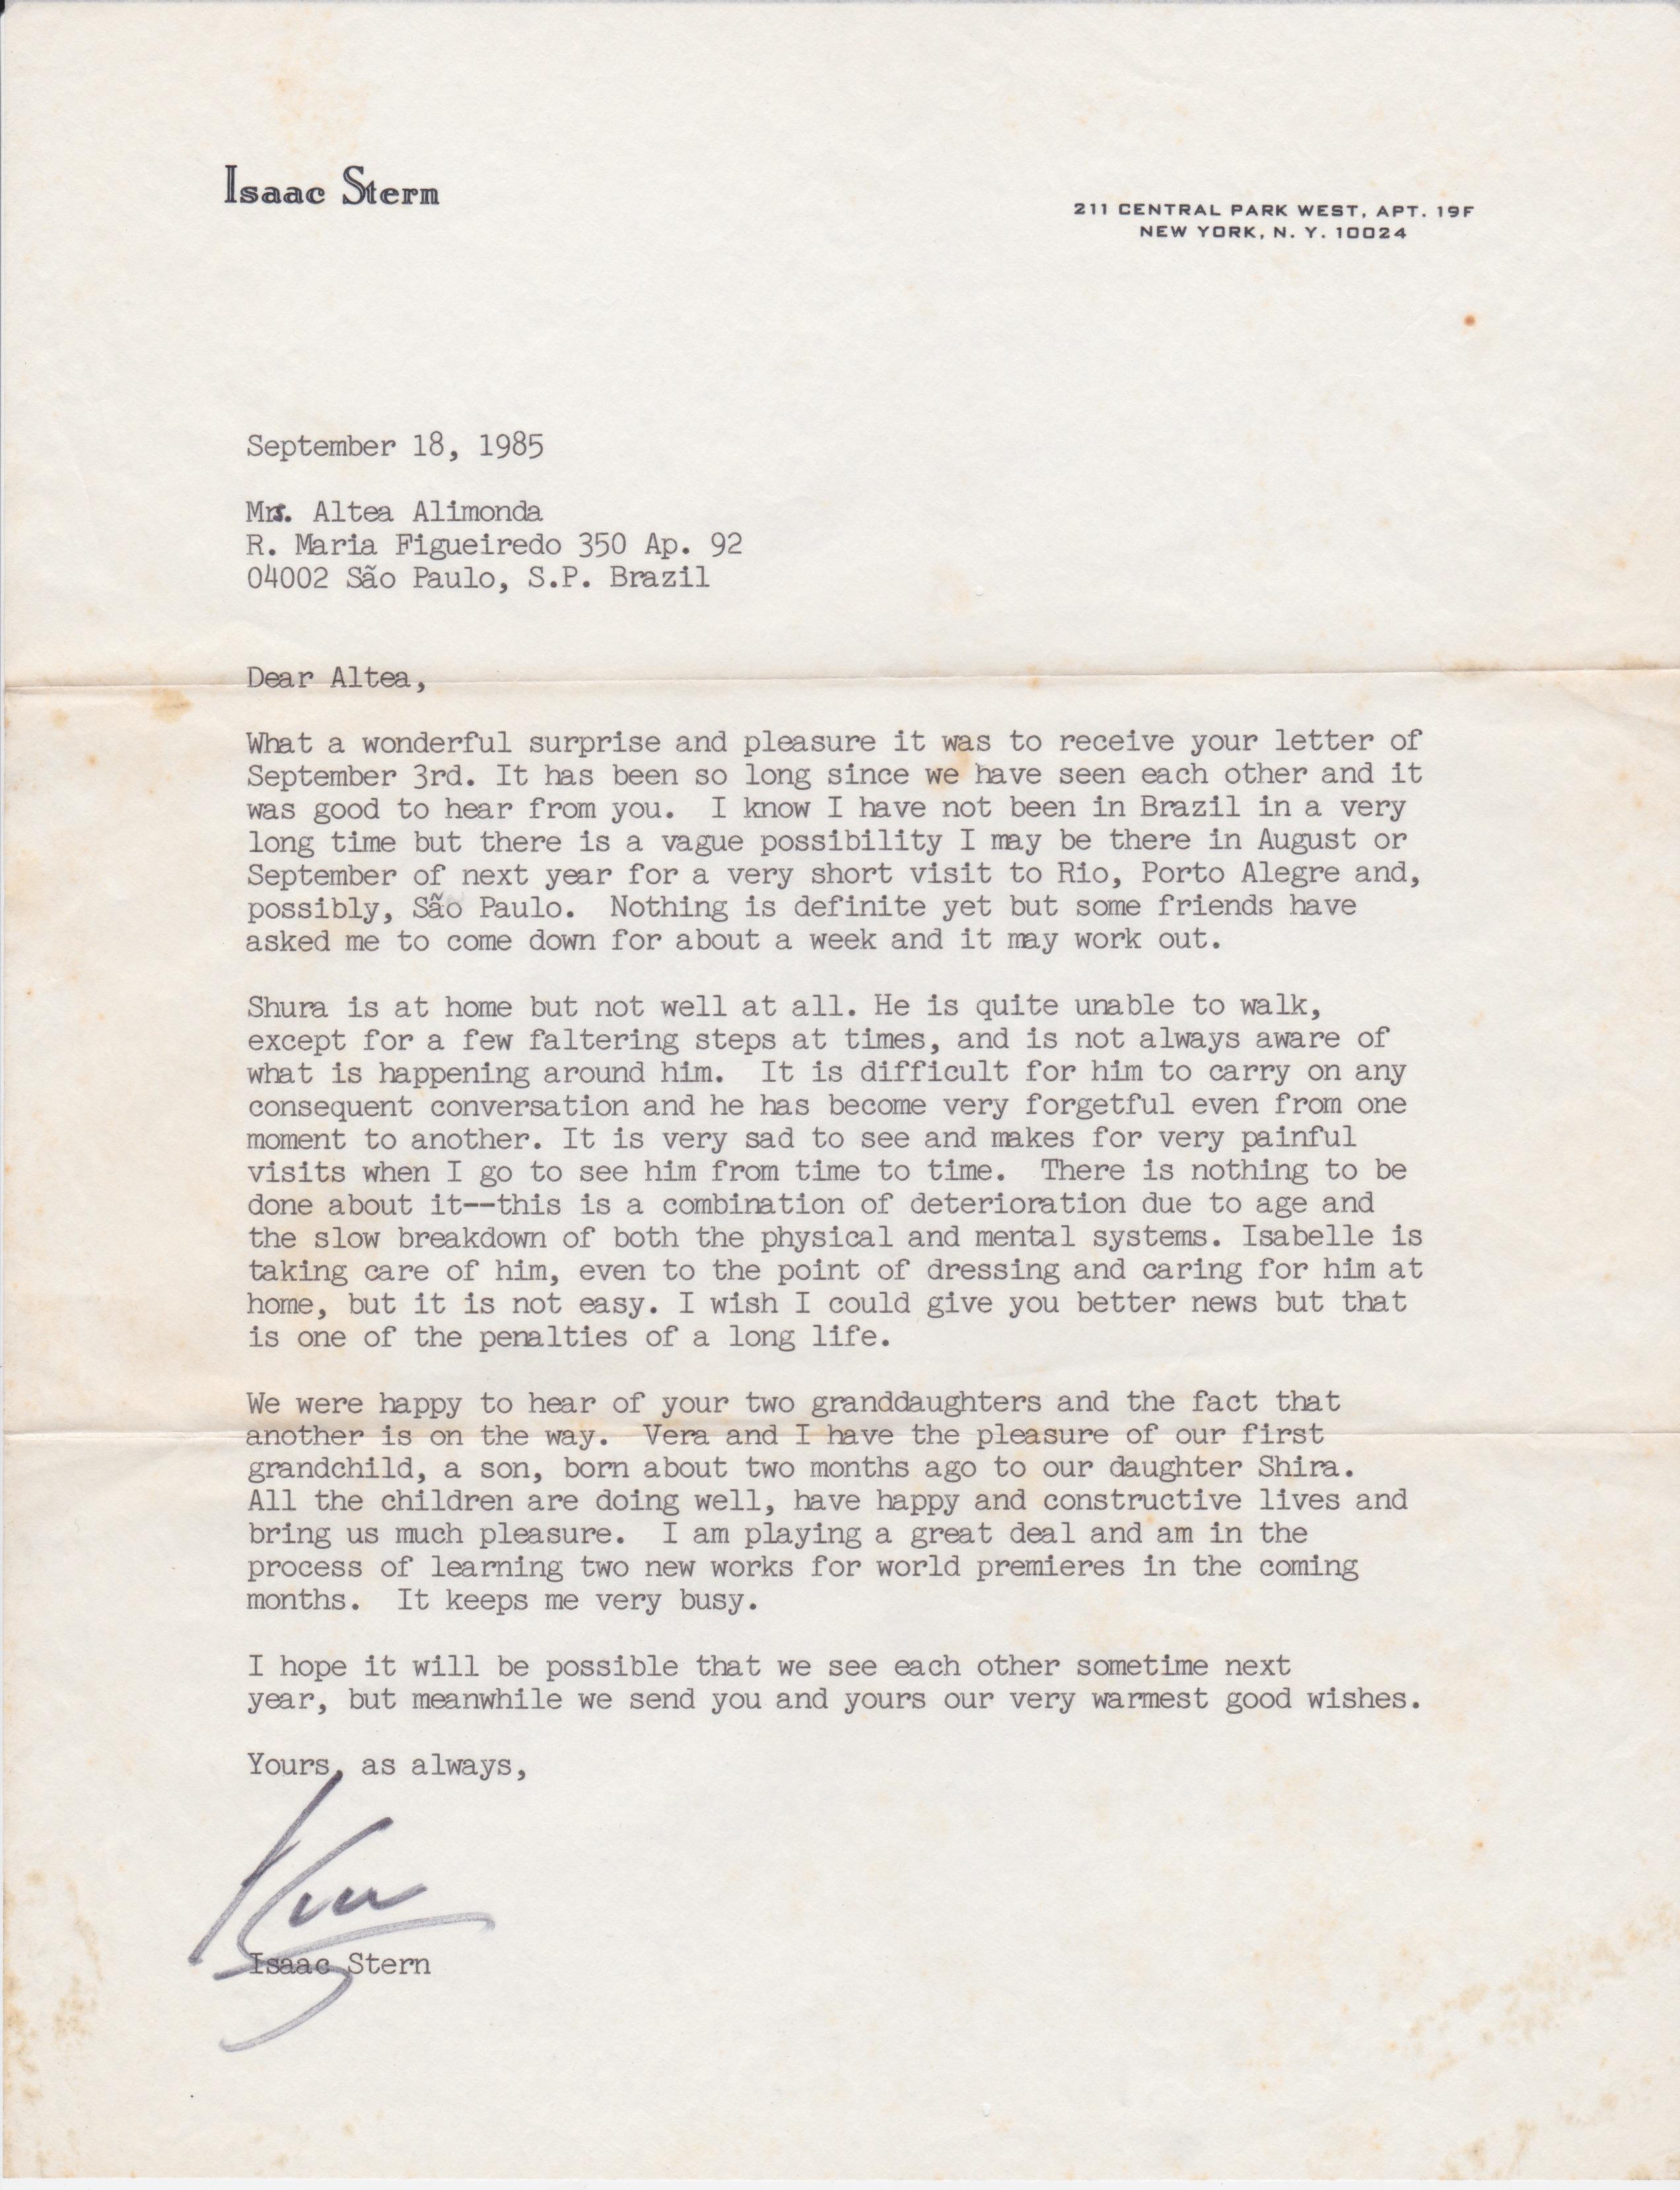 Isaac Stern
211 CENTRAL PARK WEST, APT. 19F
NEW YORK, N. Y. 10024
September 18, 1985
Mrs. Altea Alimonda
R. Maria Figueiredo 350 Ap. 92
04002 São Paulo, S.P. Brazil
Dear Altea,
What a wonderful surprise and pleasure it was to receive your letter of
September 3rd. It has been so long since we have seen each other and it
was good to hear from you.  I know I have not been in Brazil in a very
long time but there is a vague possibility I may be there in August or
September of next year for a very short visit to Rio, Porto Alegre and,
possibly, São Paulo.  Nothing is definite yet but some friends have
asked me to come down for about a week and it may work out.
Shura is at home but not well at all. He is quite unable to walk,
except for a few faltering steps at times, and is not always aware of
what is happening around him.  It is difficult for him to carry on any
consequent conversation and he has become very forgetful even from one
moment to another. It is very sad to see and makes for very painful
visits when I go to see him from time to time.  There is nothing to be
done about it--this is a combination of deterioration due to age and
the slow breakdown of both the physical and mental systems. Isabelle is
taking care of him, even to the point of dressing and caring for him at
home, but it is not easy. I wish I could give you better news but that
is one of the penalties of a long life.
We were happy to hear of your two granddaughters and the fact that
another is on the way.  Vera and I have the pleasure of our first
grandchild, a son, born about two months ago to our daughter Shira.
All the children are doing well, have happy and constructive lives and
bring us much pleasure.  I am playing a great deal and am in the
process of learning two new works for world premieres in the coming
months.  It keeps me very busy.
I hope it will be possible that we see each other sometime next
year, but meanwhile we send you and yours our very warmest good wishes.
Yours, as always,
Isaac Stern